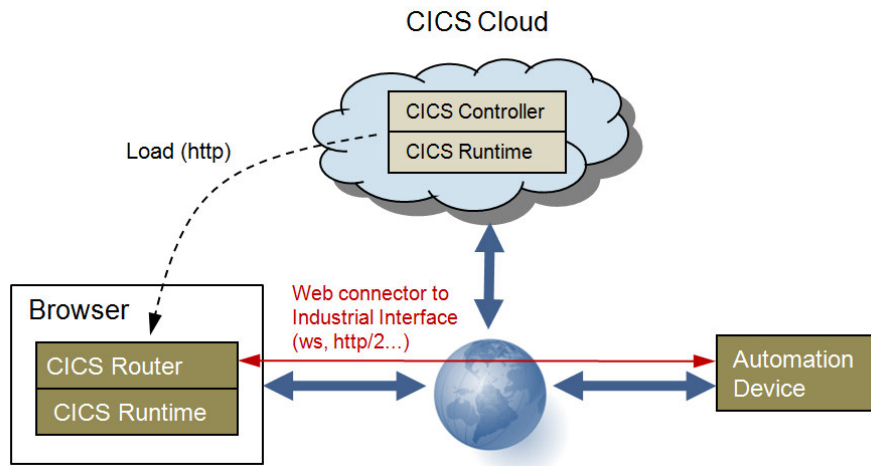 CICS Cloud
CICS Controller
CICS Runtime
Load (http)
Browser
CICS Router
CICS Runtime
Web connector to
Industrial Interface
(ws, http/2...)
Automation
Device